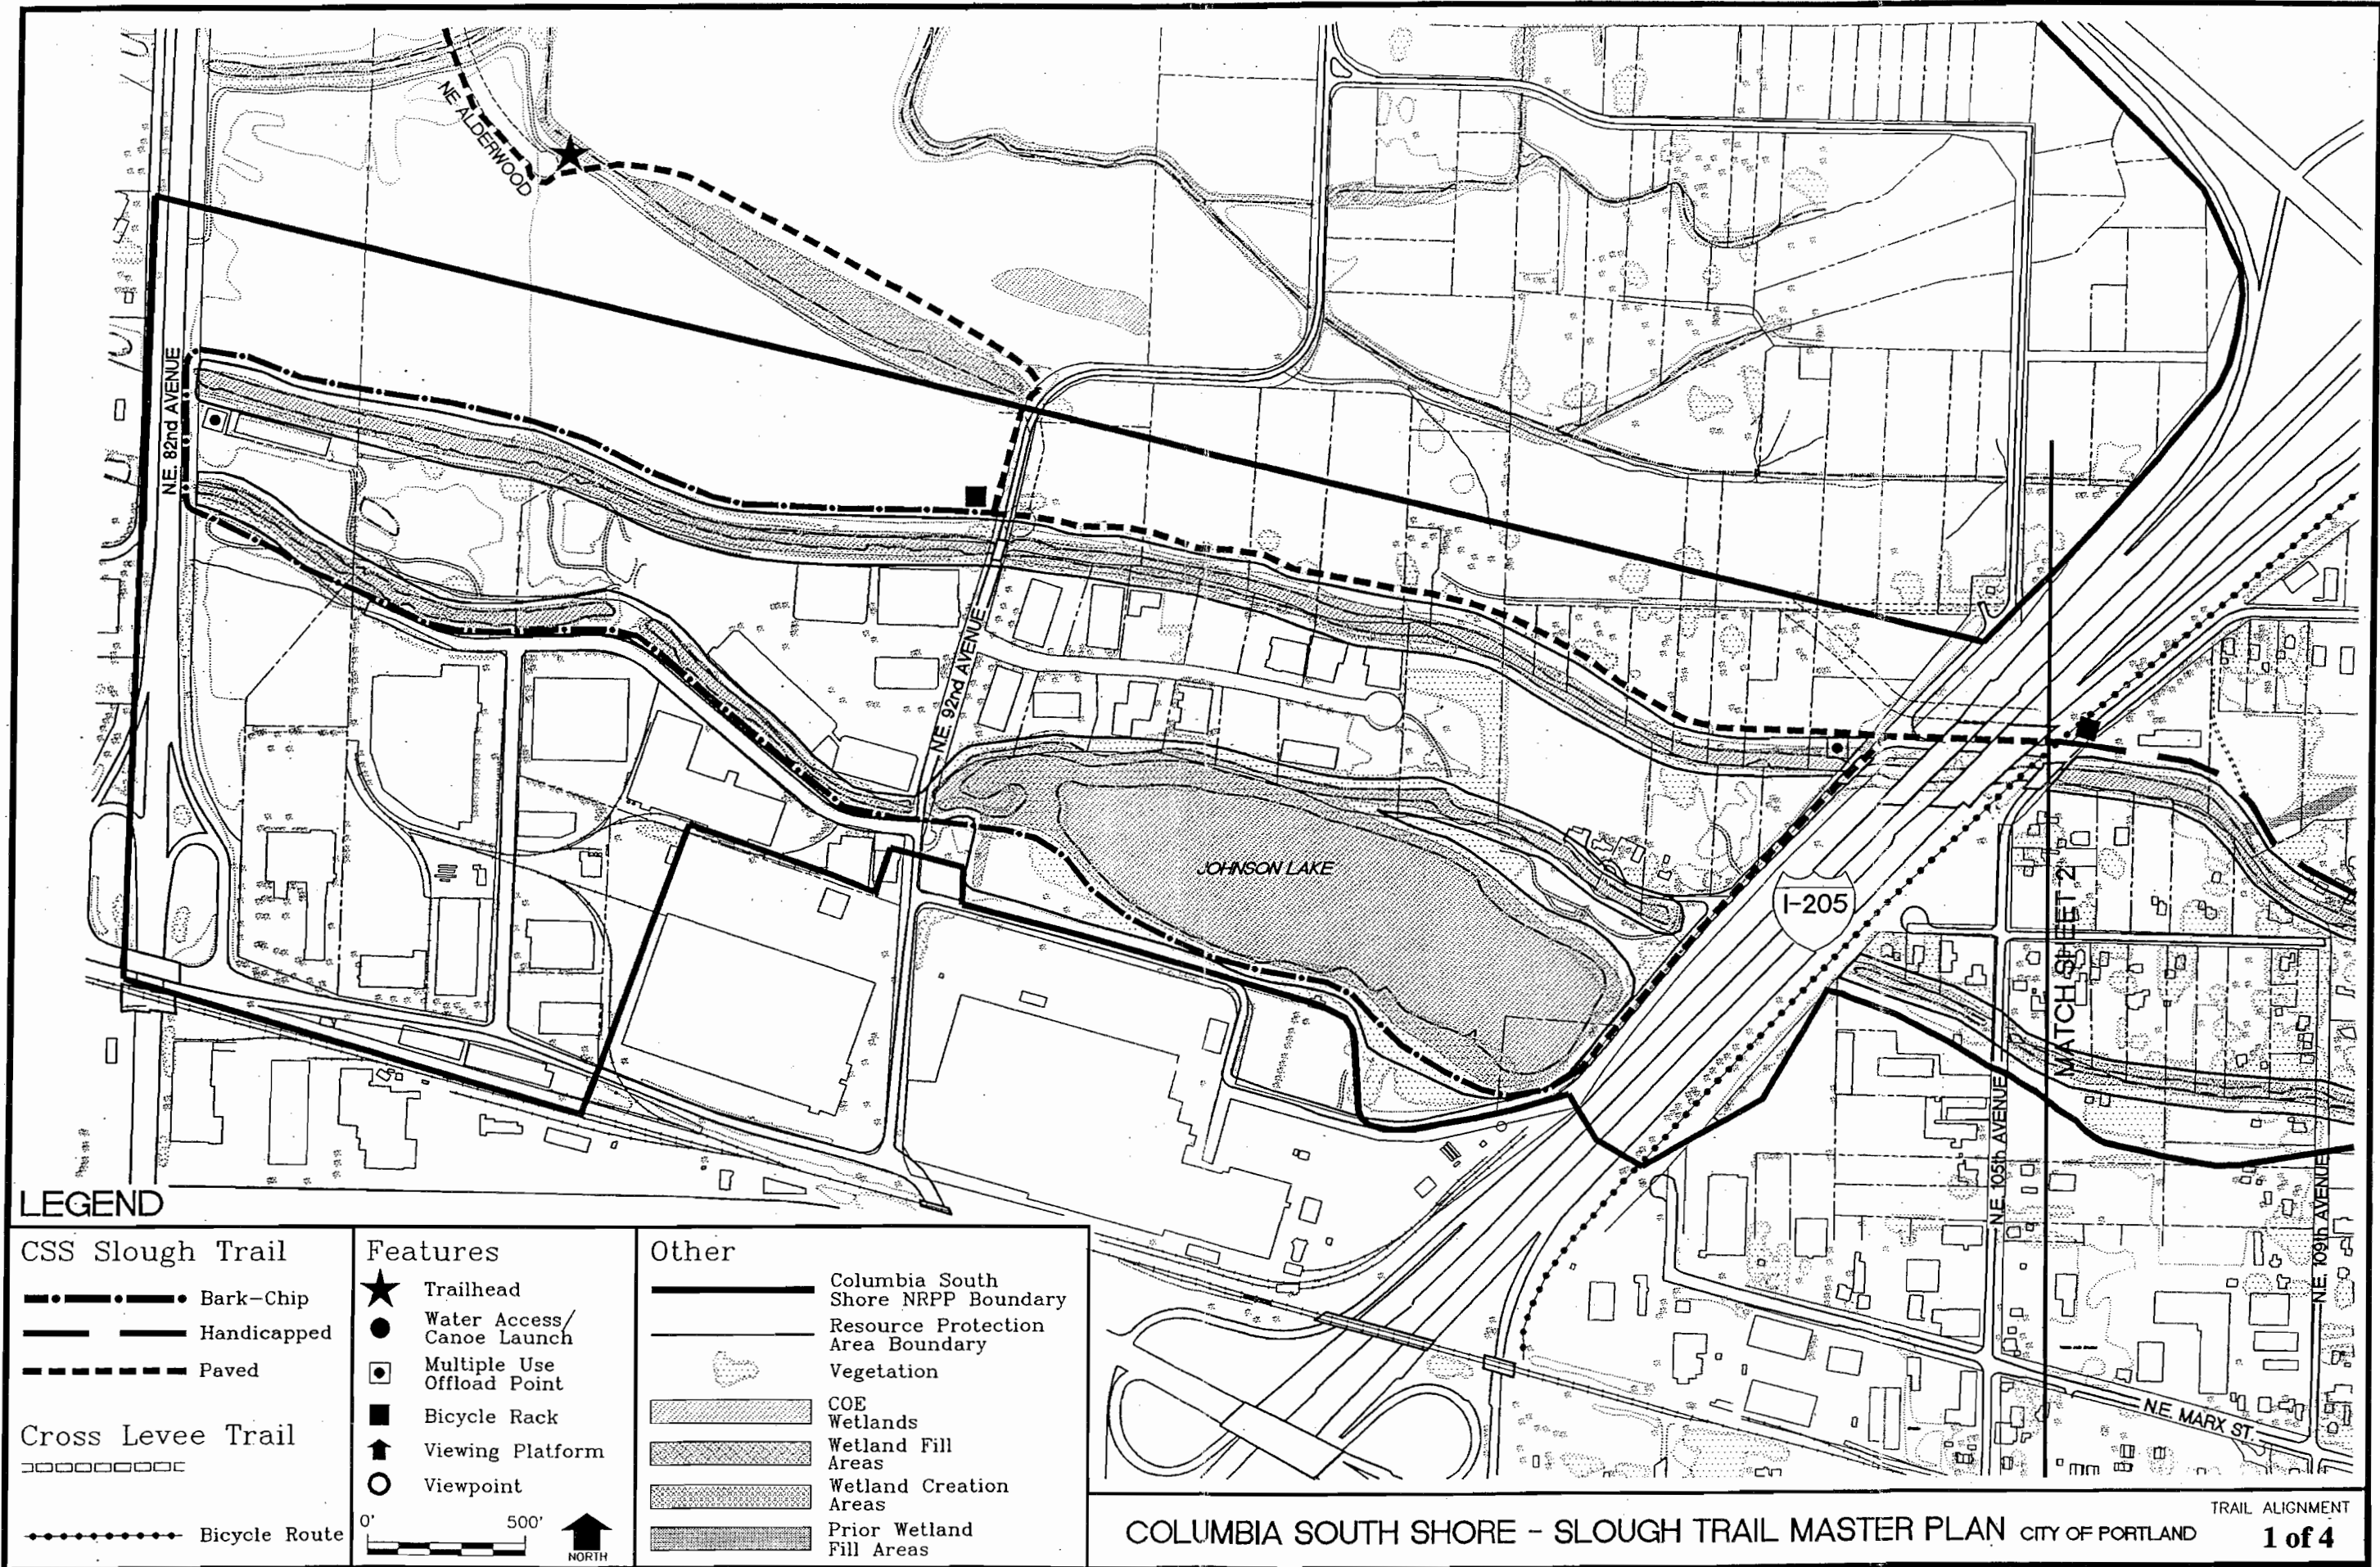 NE ALDERWOOD
N.E. 82nd AVENUE
N.E. 92nd AVENUE
JOHNSON LAKE
I-205
MATCH SHEET 2
N.E. 105th AVENUE
N.E. 109th AVENUE
N.E. MARX ST.
LEGEND
CSS Slough Trail
Bark-Chip
Handicapped
Paved
Cross Levee Trail
Bicycle Route
Features
Trailhead
Water Access/
Canoe Launch
Multiple Use
Offload Point
Bicycle Rack
Viewing Platform
Viewpoint
0' 500'
NORTH
Other
Columbia South
Shore NRPP Boundary
Resource Protection
Area Boundary
Vegetation
COE
Wetlands
Wetland Fill
Areas
Wetland Creation
Areas
Prior Wetland
Fill Areas
COLUMBIA SOUTH SHORE - SLOUGH TRAIL MASTER PLAN CITY OF PORTLAND
TRAIL ALIGNMENT
1 of 4